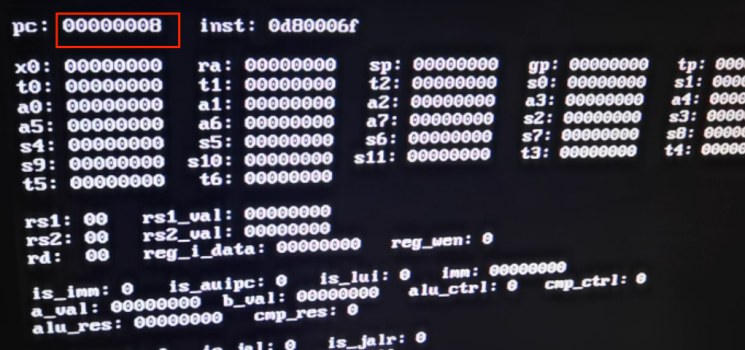 pc: 00000008 inst: 0d80006f
x0: 00000000 ra: 00000000 sp: 00000000 gp: 00000000 tp: 000
t0: 00000000 t1: 00000000 t2: 00000000 s0: 00000000 s1: 000
a0: 00000000 a1: 00000000 a2: 00000000 a3: 00000000 a4: 000
a5: 00000000 a6: 00000000 a7: 00000000 s2: 00000000 s3: 000
s4: 00000000 s5: 00000000 s6: 00000000 s7: 00000000 s8: 000
s9: 00000000 s10: 00000000 s11: 00000000 t3: 00000000 t4: 000
t5: 00000000 t6: 00000000
rs1: 00 rs1_val: 00000000
rs2: 00 rs2_val: 00000000
rd: 00 reg_i_data: 00000000 reg_wen: 0
is_imm: 0 is_auipc: 0 is_lui: 0 imm: 00000000
a_val: 00000000 b_val: 00000000 alu_ctrl: 0 cmp_ctrl: 0
alu_res: 00000000 cmp_res: 0
is_jal: 0 is_jalr: 0